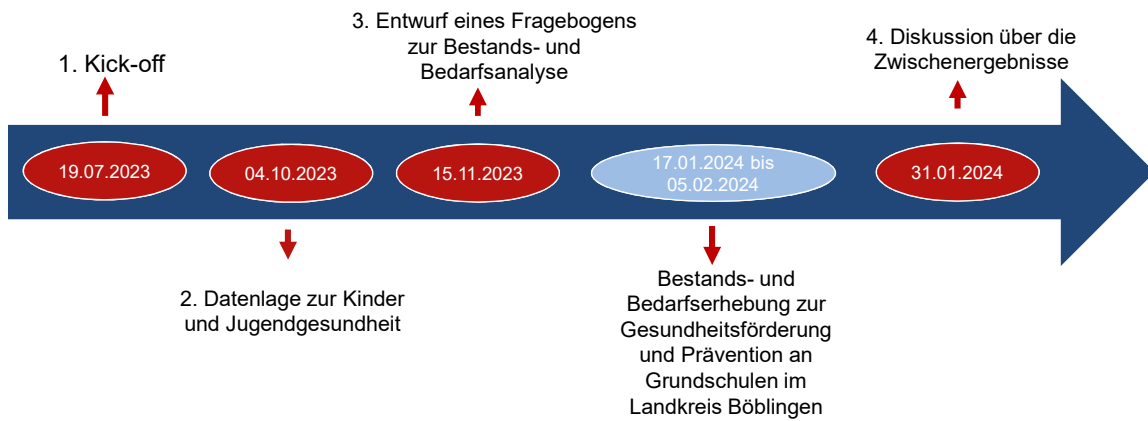 1. Kick-off
3. Entwurf eines Fragebogens
zur Bestands- und
Bedarfsanalyse
4. Diskussion über die
Zwischenergebnisse
19.07.2023
04.10.2023
15.11.2023
17.01.2024 bis
05.02.2024
31.01.2024
2. Datenlage zur Kinder
und Jugendgesundheit
Bestands- und
Bedarfserhebung zur
Gesundheitsförderung
und Prävention an
Grundschulen im
Landkreis Böblingen